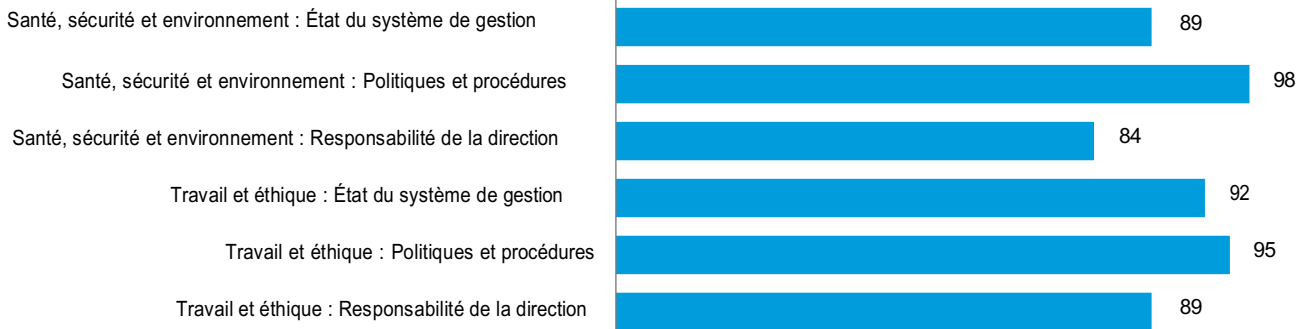 Santé, sécurité et environnement : État du système de gestion 89
Santé, sécurité et environnement : Politiques et procédures 98
Santé, sécurité et environnement : Responsabilité de la direction 84
Travail et éthique : État du système de gestion 92
Travail et éthique : Politiques et procédures 95
Travail et éthique : Responsabilité de la direction 89